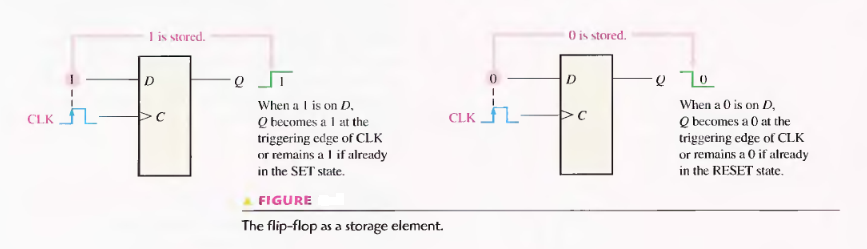 1 is stored.
1
D
Q
1
CLK
C
When a 1 is on D,
Q becomes a 1 at the
triggering edge of CLK
or remains a 1 if already
in the SET state.
0 is stored.
0
D
Q
0
CLK
C
When a 0 is on D,
Q becomes a 0 at the
triggering edge of CLK
or remains a 0 if already
in the RESET state.
FIGURE
The flip-flop as a storage element.